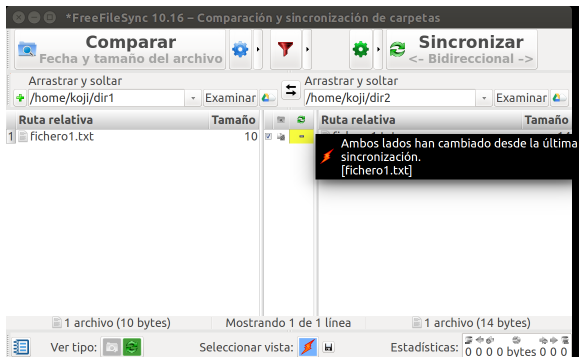 *FreeFileSync 10.16 – Comparación y sincronización de carpetas
Comparar
Fecha y tamaño del archivo
Sincronizar
<- Bidireccional ->
Arrastrar y soltar
Arrastrar y soltar
/home/koji/dir1
Examinar
/home/koji/dir2
Examinar
Ruta relativa Tamaño
Ruta relativa Tamaño
1 fichero1.txt 10
Ambos lados han cambiado desde la última
sincronización.
[fichero1.txt]
1 archivo (10 bytes)
Mostrando 1 de 1 línea
1 archivo (14 bytes)
Ver tipo:
Seleccionar vista:
Estadísticas:
0 0 0 0 bytes 0 0 0